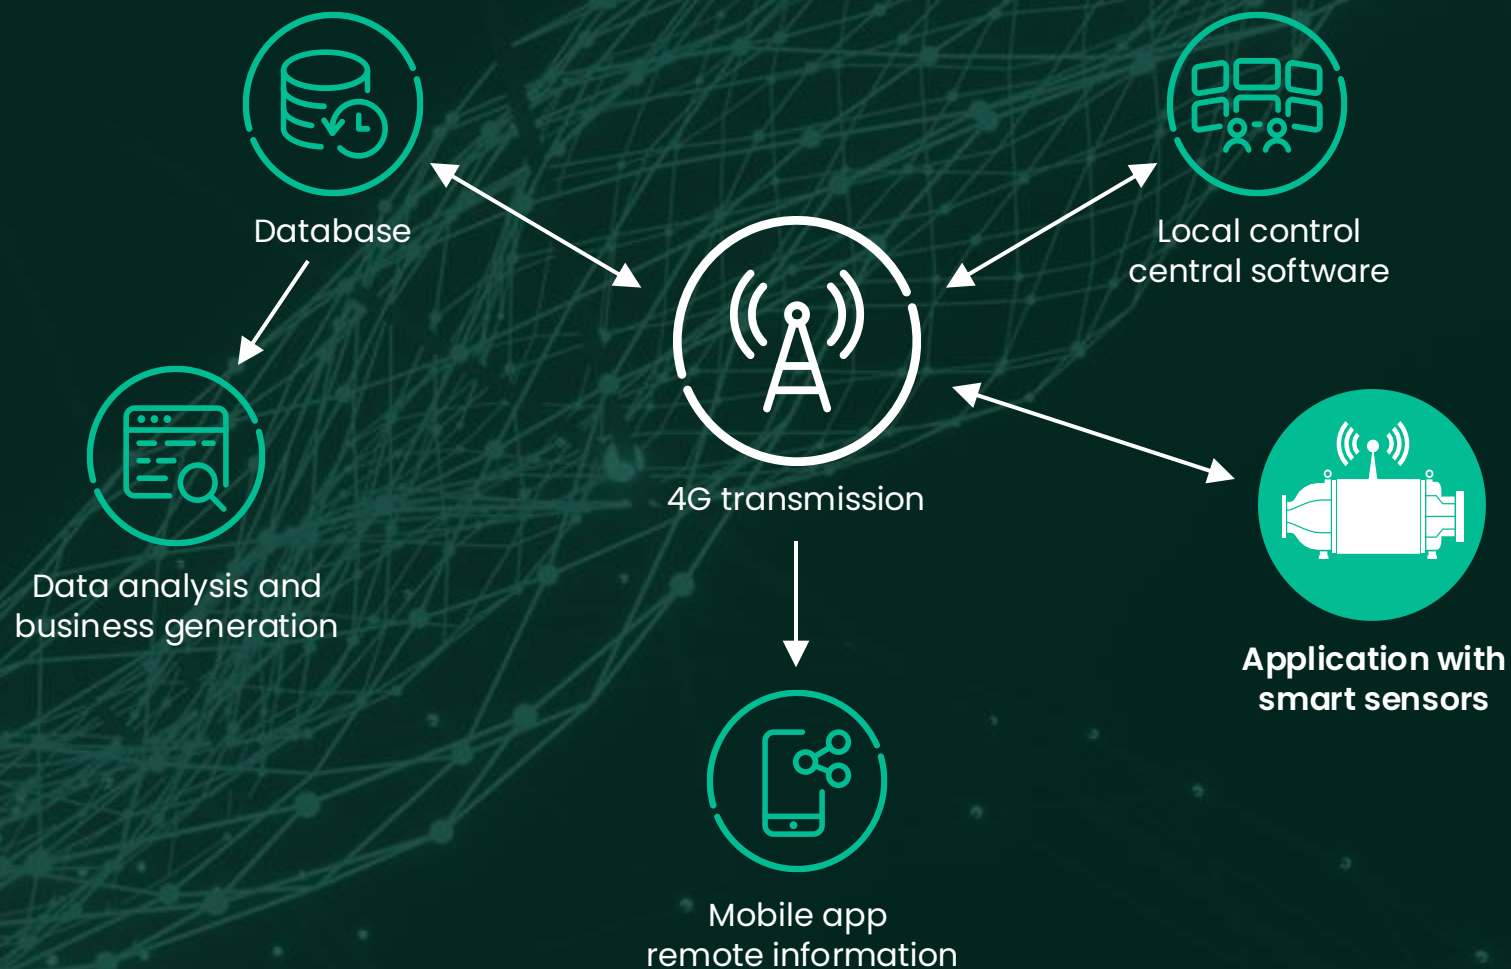 Database
Local control
central software
4G transmission
Data analysis and
business generation
Application with
smart sensors
Mobile app
remote information